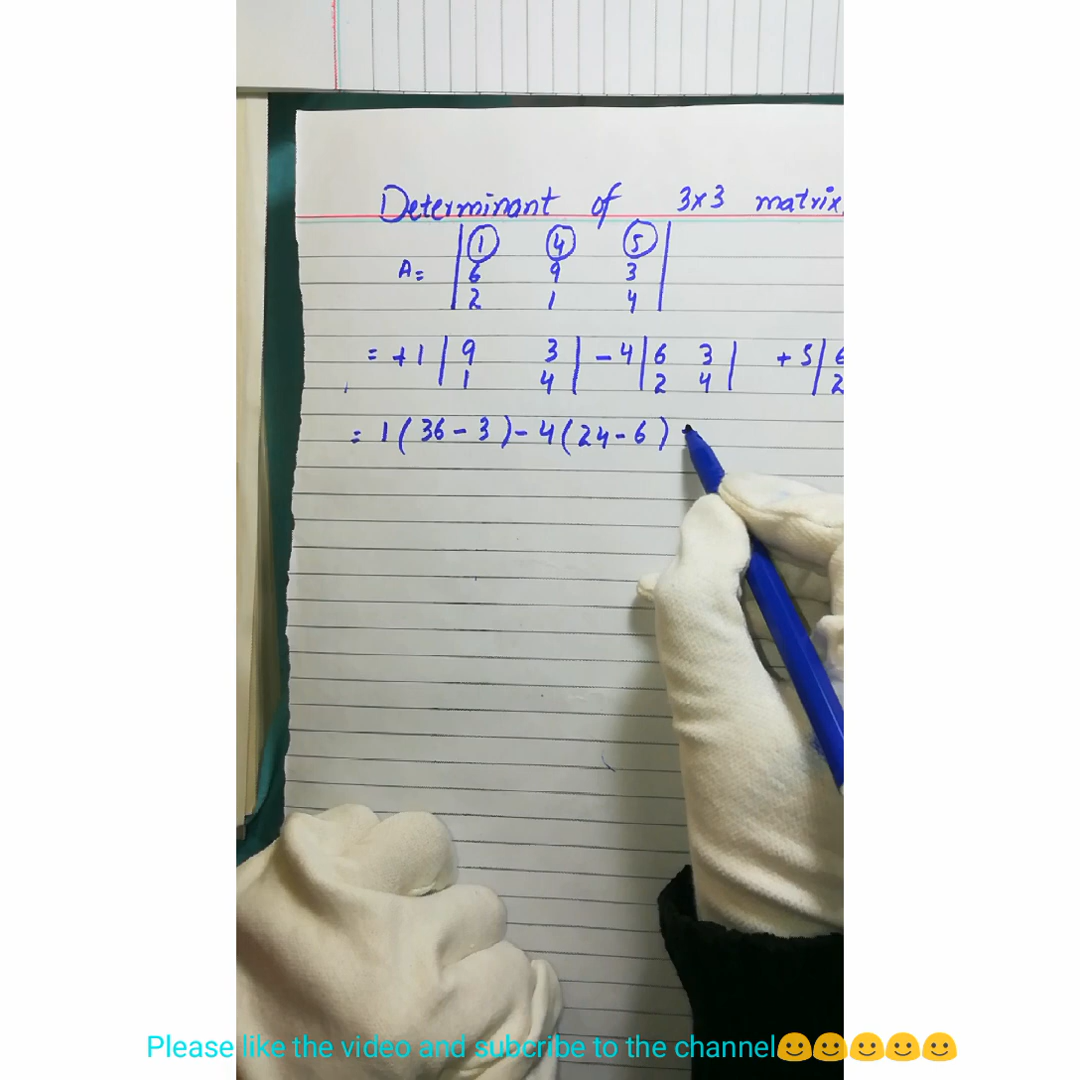 Determinant of 3x3 matrix.
A= | 1 4 5 |
| 6 9 3 |
| 2 1 4 |
= +1 | 9 3 | - 4 | 6 3 | + 5 | 6
| 1 4 | | 2 4 | | 2
= 1 ( 36 - 3 ) - 4 ( 24 - 6 )
Please like the video and subcribe to the channel🙂🙂🙂🙂🙂